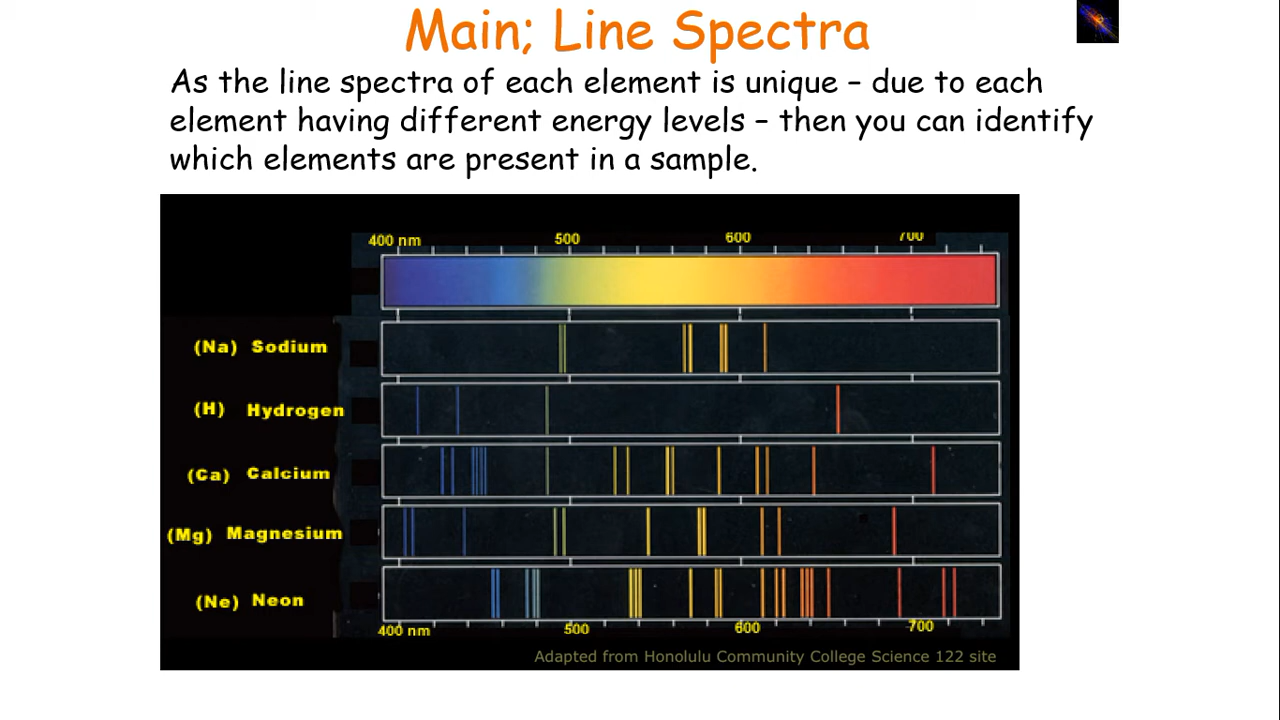 Main; Line Spectra
As the line spectra of each element is unique – due to each
element having different energy levels – then you can identify
which elements are present in a sample.
400 nm 500 600 700
(Na) Sodium
(H) Hydrogen
(Ca) Calcium
(Mg) Magnesium
(Ne) Neon
400 nm 500 600 700
Adapted from Honolulu Community College Science 122 site